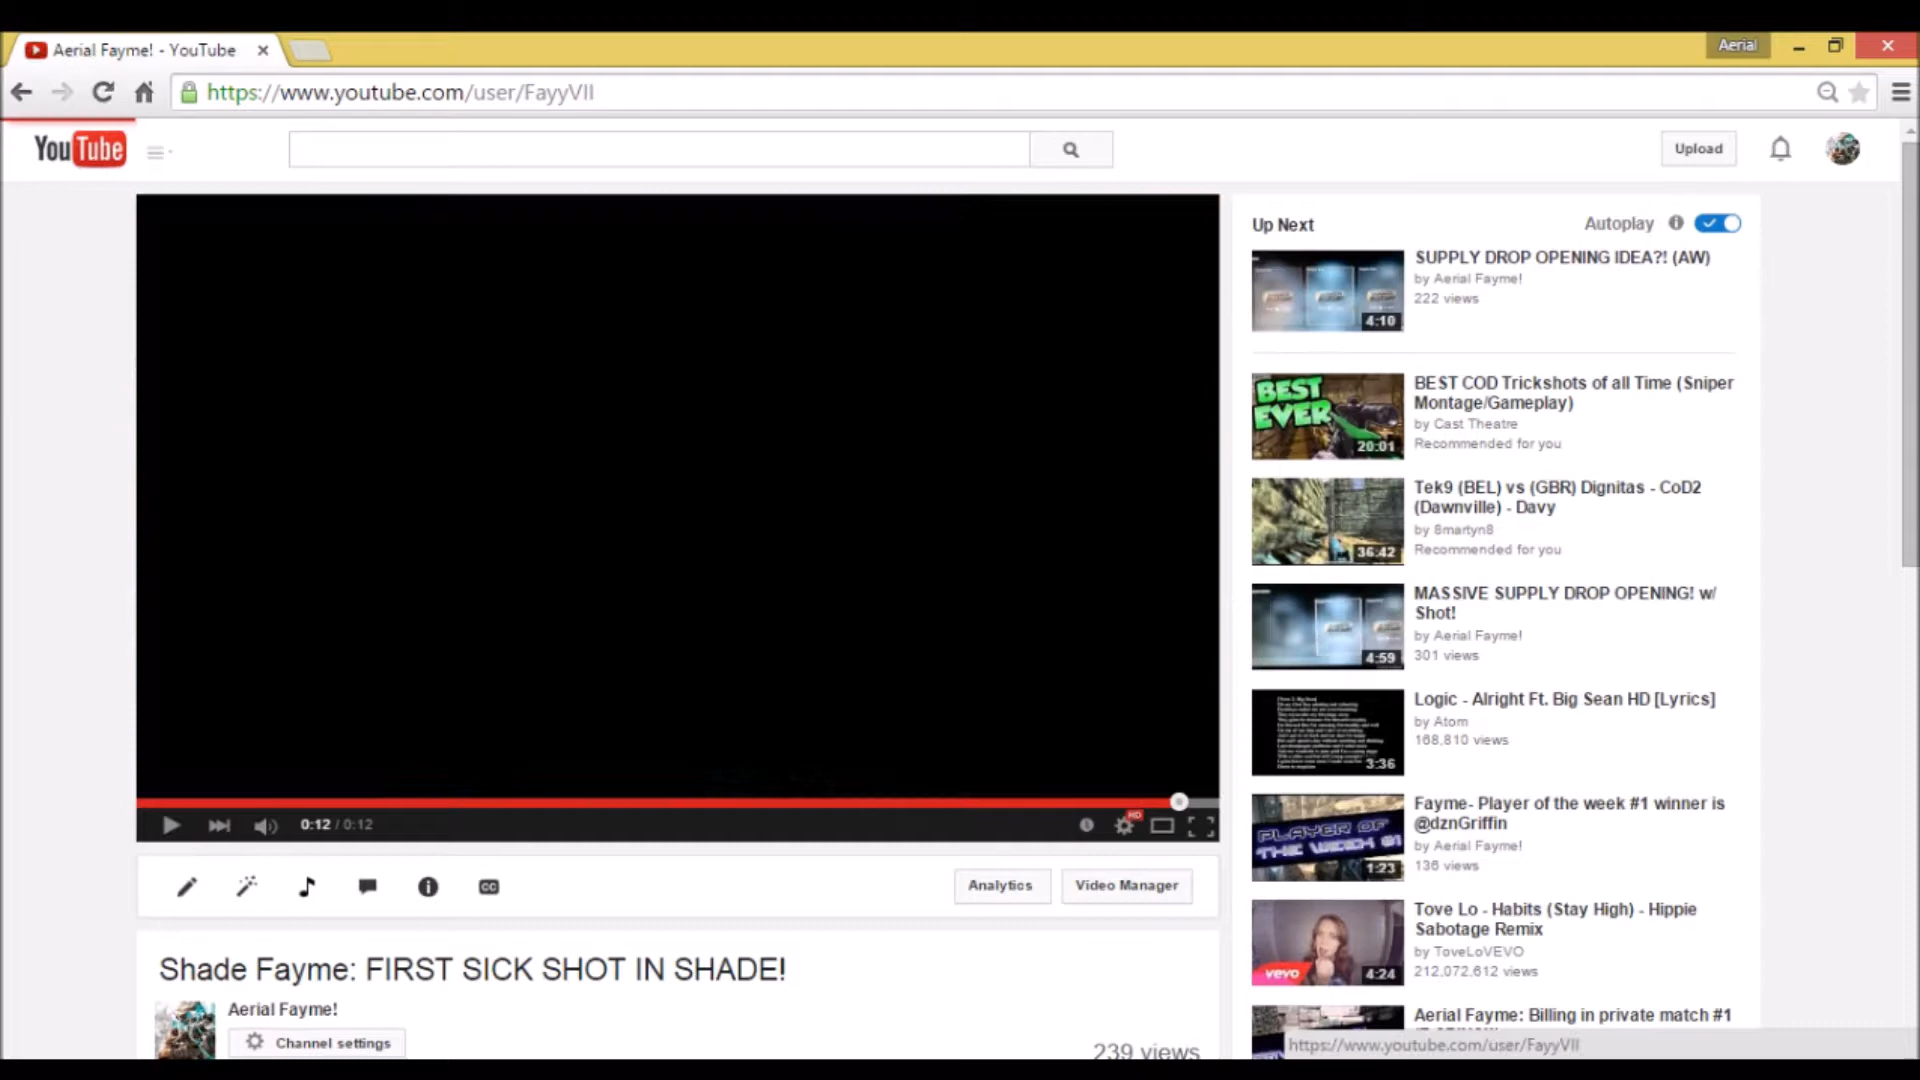 Aerial Fayme! - YouTube
Aerial
https://www.youtube.com/user/FayyVII
YouTube
Upload
Up Next
Autoplay
SUPPLY DROP OPENING IDEA?! (AW)
by Aerial Fayme!
222 views
4:10
BEST COD Trickshots of all Time (Sniper
Montage/Gameplay)
by Cast Theatre
Recommended for you
BEST
EVER
20:01
Tek9 (BEL) vs (GBR) Dignitas - CoD2
(Dawnville) - Davy
by 8martyn8
Recommended for you
36:42
MASSIVE SUPPLY DROP OPENING! w/
Shot!
by Aerial Fayme!
301 views
4:59
Logic - Alright Ft. Big Sean HD [Lyrics]
by Atom
168,810 views
3:36
Fayme- Player of the week #1 winner is
@dznGriffin
by Aerial Fayme!
136 views
PLAYER OF
THE WEEK #1
1:23
Tove Lo - Habits (Stay High) - Hippie
Sabotage Remix
by ToveLoVEVO
212,072,612 views
vevo
4:24
Aerial Fayme: Billing in private match #1
https://www.youtube.com/user/FayyVII
0:12 / 0:12
HD
CC
Analytics
Video Manager
Shade Fayme: FIRST SICK SHOT IN SHADE!
Aerial Fayme!
Channel settings
239 views